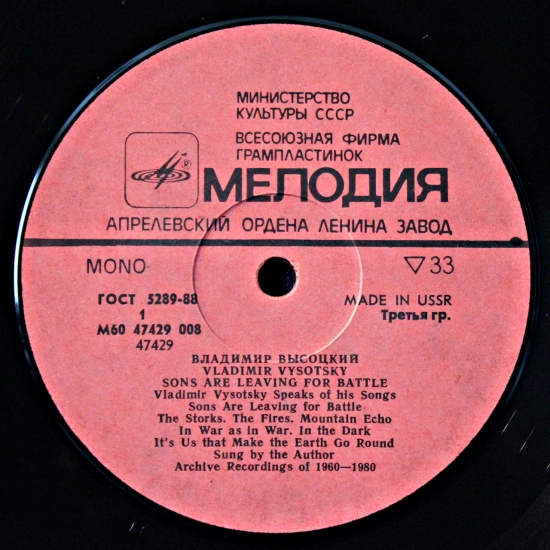 МИНИСТЕРСТВО
КУЛЬТУРЫ СССР
ВСЕСОЮЗНАЯ ФИРМА
ГРАМПЛАСТИНОК
®
МЕЛОДИЯ
АПРЕЛЕВСКИЙ ОРДЕНА ЛЕНИНА ЗАВОД
MONO
▽33
ГОСТ 5289-88
MADE IN USSR
1
Третья гр.
М60 47429 008
47429
ВЛАДИМИР ВЫСОЦКИЙ
VLADIMIR VYSOTSKY
SONS ARE LEAVING FOR BATTLE
Vladimir Vysotsky Speaks of his Songs
Sons Are Leaving for Battle
The Storks. The Fires. Mountain Echo
In War as in War. In the Dark
It's Us that Make the Earth Go Round
Sung by the Author
Archive Recordings of 1960—1980